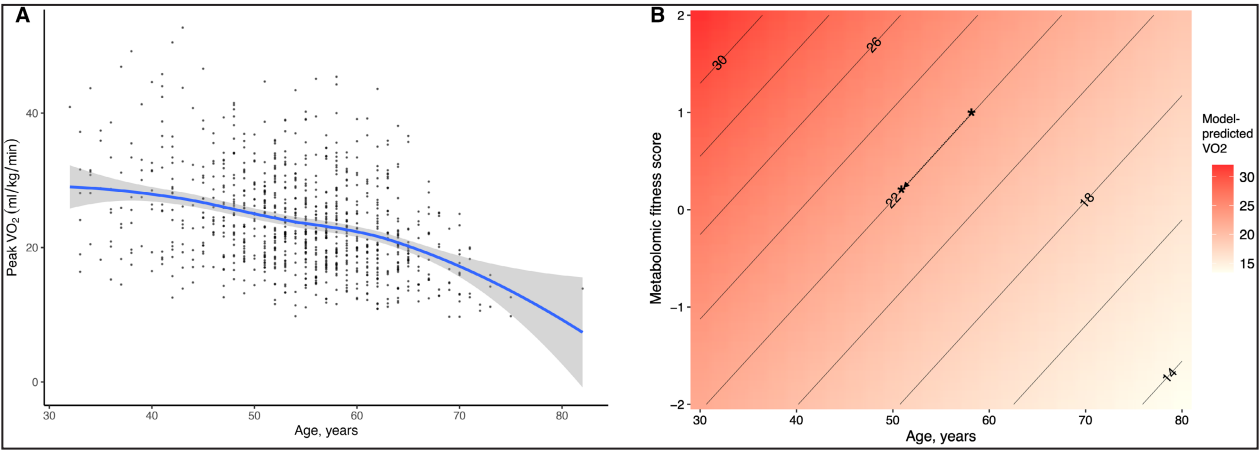 A
Peak VO₂ (ml/kg/min)
40
20
0
30 40 50 60 70 80
Age, years
B
Metabolomic fitness score
2
1
0
−1
−2
30
26
22
18
14
*
*
30 40 50 60 70 80
Age, years
Model-
predicted
VO2
30
25
20
15